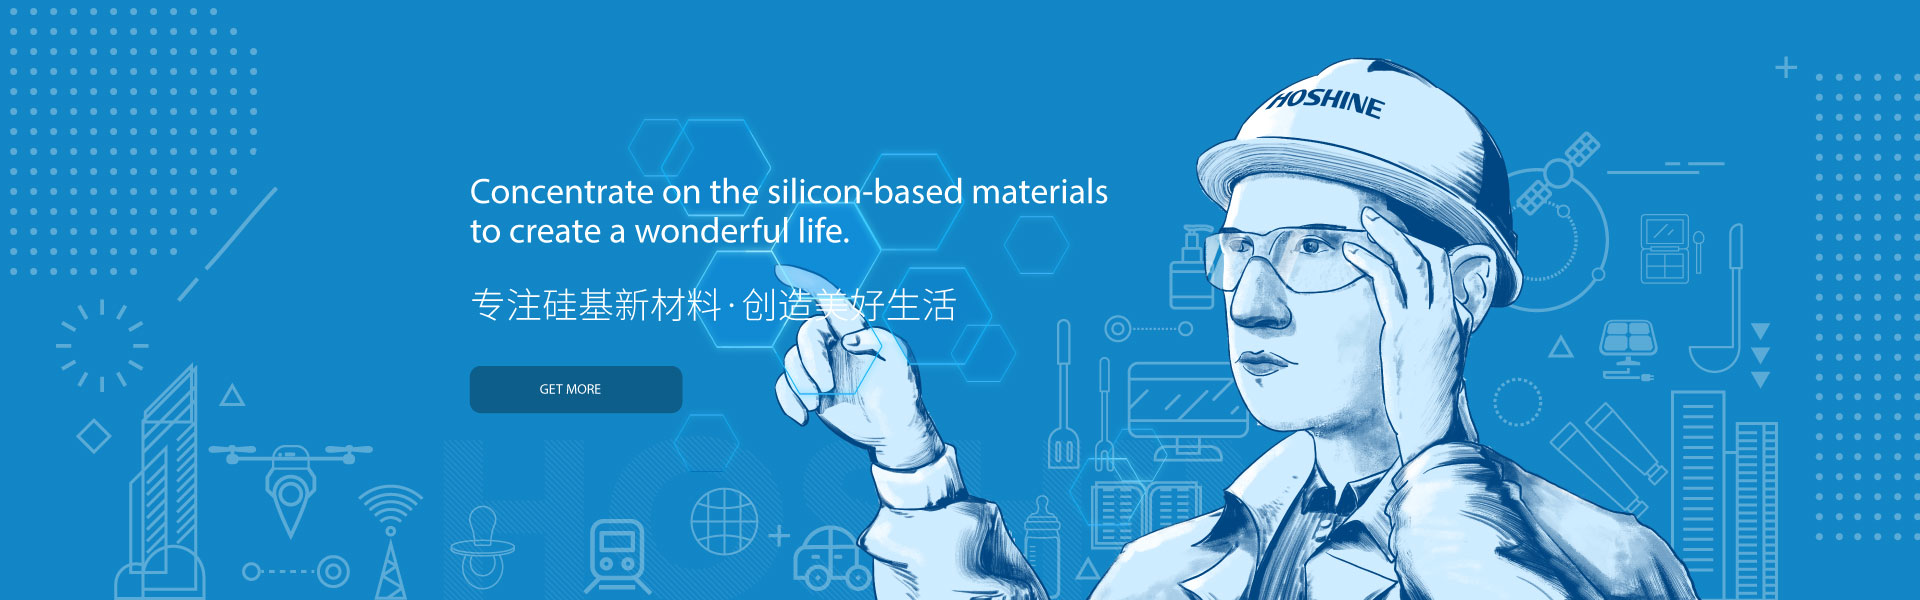 HOSHINE
Concentrate on the silicon-based materials
to create a wonderful life.
专注硅基新材料·创造美好生活
GET MORE